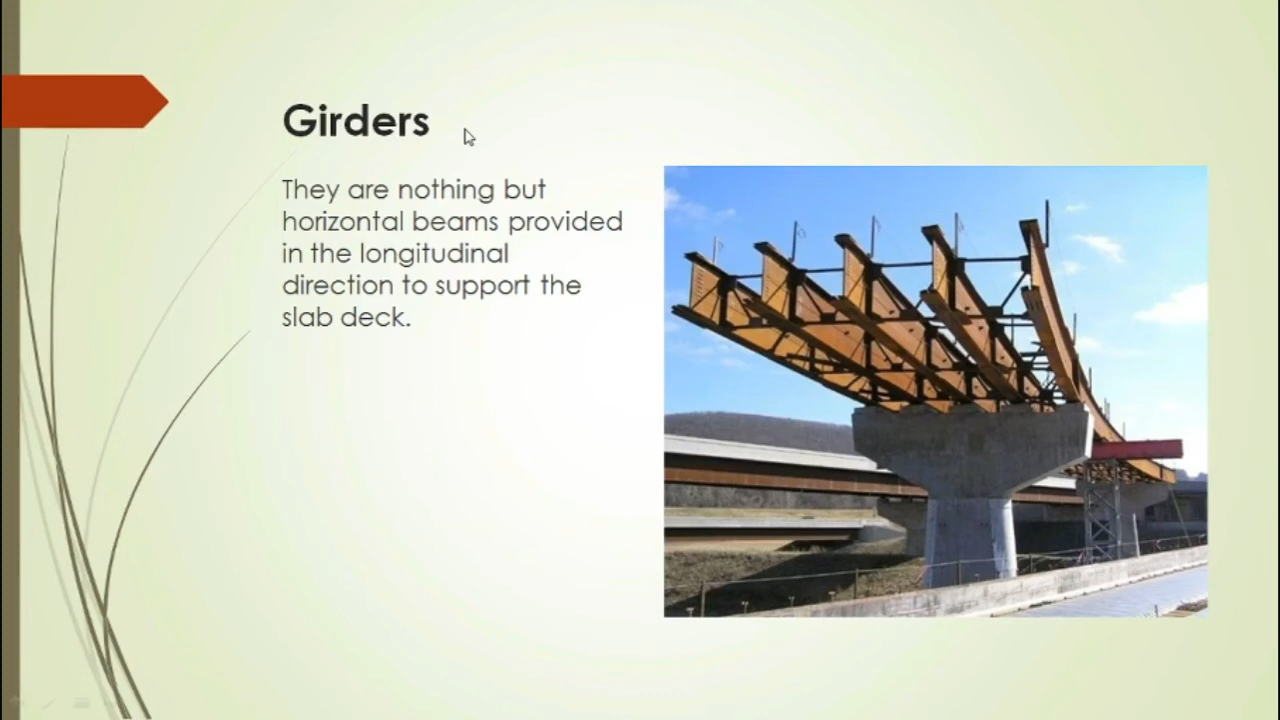 Girders
They are nothing but
horizontal beams provided
in the longitudinal
direction to support the
slab deck.